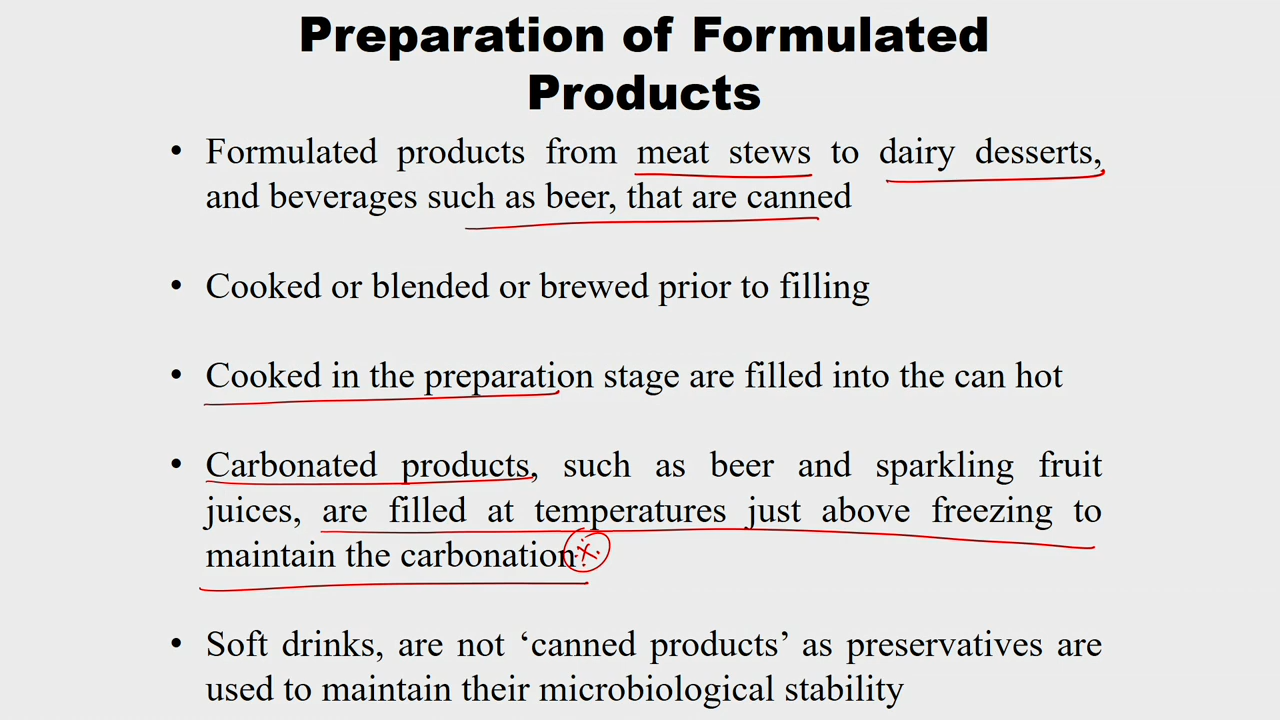 Preparation of Formulated
Products
• Formulated products from meat stews to dairy desserts,
and beverages such as beer, that are canned
• Cooked or blended or brewed prior to filling
• Cooked in the preparation stage are filled into the can hot
• Carbonated products, such as beer and sparkling fruit
juices, are filled at temperatures just above freezing to
maintain the carbonation
• Soft drinks, are not ‘canned products’ as preservatives are
used to maintain their microbiological stability